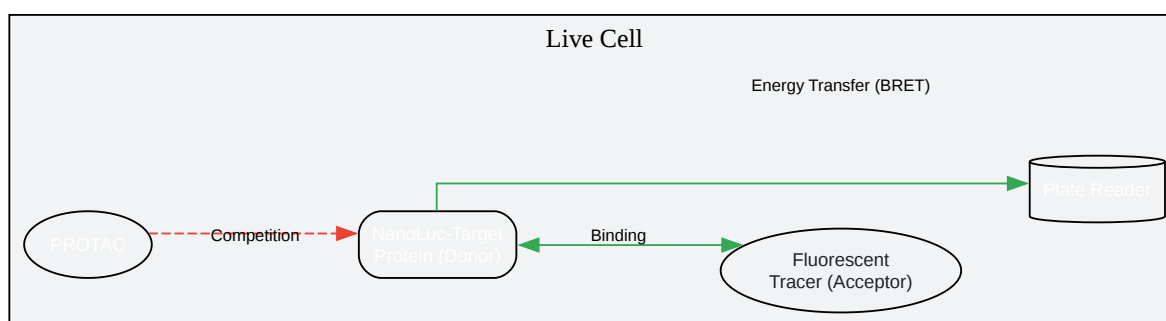 Live Cell
Energy Transfer (BRET)
Plate Reader
PROTAC
Competition
NanoLuc-Target
Protein (Donor)
Binding
Fluorescent
Tracer (Acceptor)